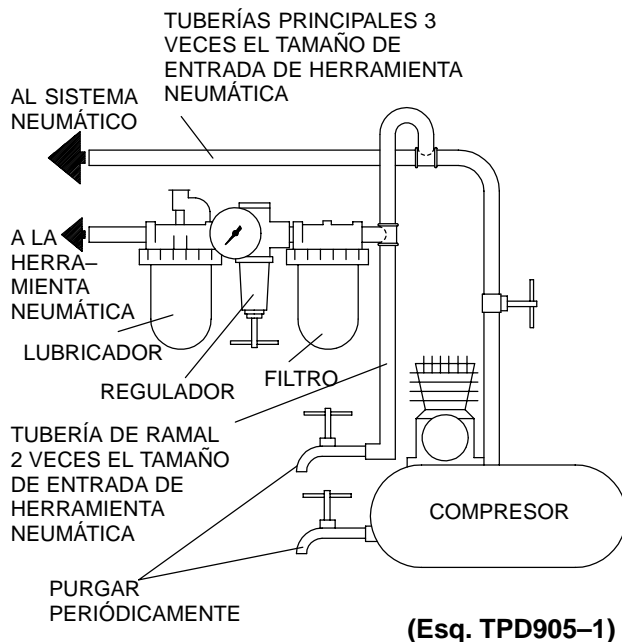 TUBERÍAS PRINCIPALES 3
VECES EL TAMAÑO DE
ENTRADA DE HERRAMIENTA
NEUMÁTICA
AL SISTEMA
NEUMÁTICO
A LA
HERRA–
MIENTA
NEUMÁTICA
LUBRICADOR
REGULADOR
FILTRO
TUBERÍA DE RAMAL
2 VECES EL TAMAÑO
DE ENTRADA DE
HERRAMIENTA
NEUMÁTICA
COMPRESOR
PURGAR
PERIÓDICAMENTE
(Esq. TPD905–1)